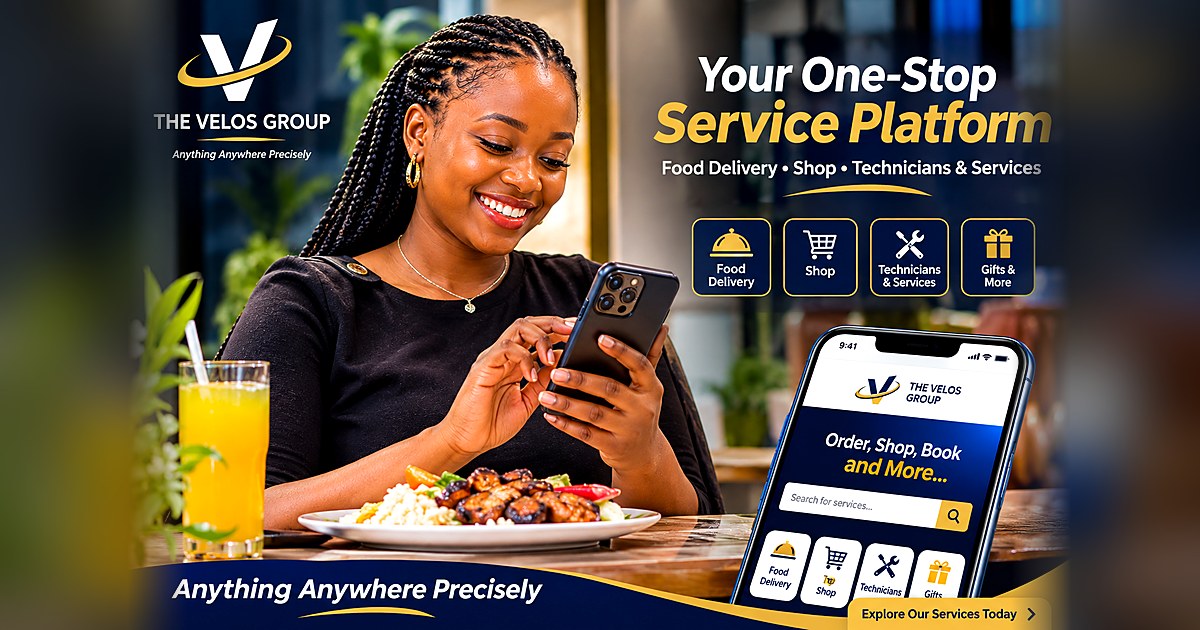 THE VELOS GROUP
Anything Anywhere Precisely
Your One-Stop
Service Platform
Food Delivery • Shop • Technicians & Services
Food
Delivery
Shop
Technicians
& Services
Gifts &
More
9:41
THE VELOS
GROUP
Order, Shop, Book
and More...
Search for services...
Food
Delivery
Shop
Technicians
Gifts
Anything Anywhere Precisely
Explore Our Services Today